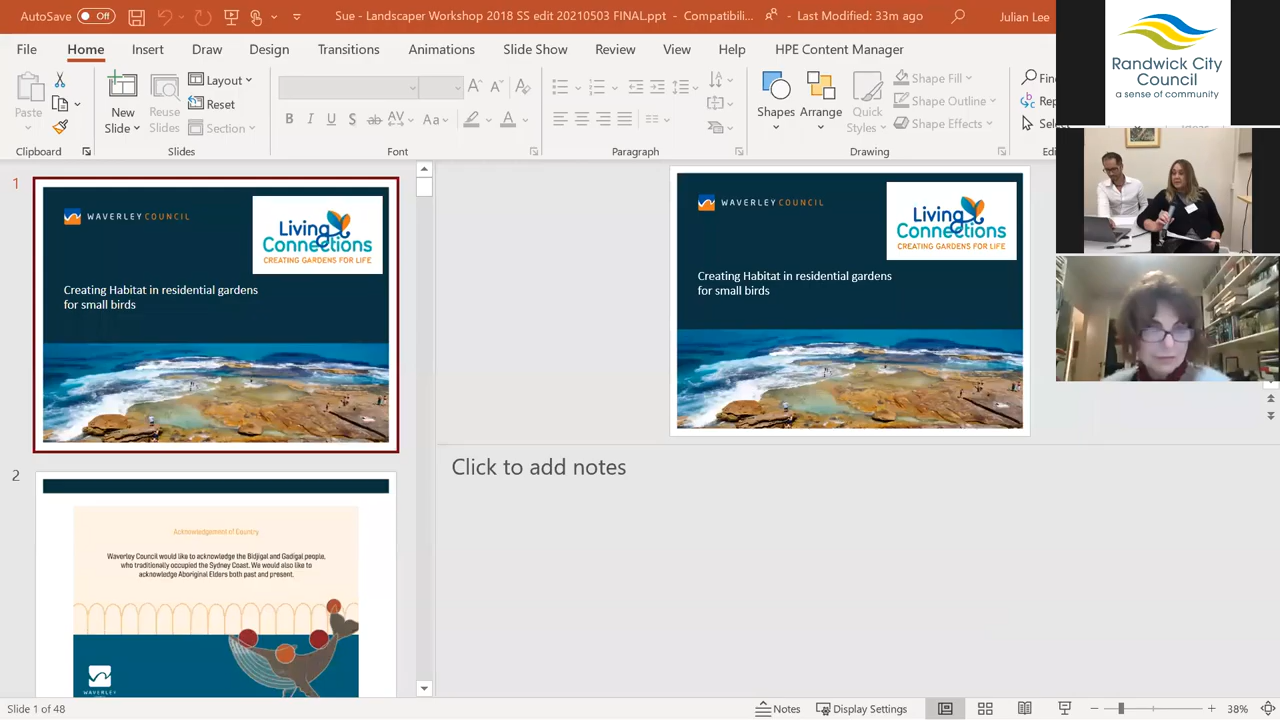 AutoSave
Off
Sue - Landscaper Workshop 2018 SS edit 20210503 FINAL.ppt - Compatibili...
Last Modified: 33m ago
Julian Lee
File
Home
Insert
Draw
Design
Transitions
Animations
Slide Show
Review
View
Help
HPE Content Manager
Paste
Clipboard
New
Slide
Reuse
Slides
Layout
Reset
Section
Slides
B I U S ab AV Aa A
Font
Paragraph
Shapes
Arrange
Quick
Styles
Shape Fill
Shape Outline
Shape Effects
Drawing
Randwick City
Council
a sense of community
1
WAVERLEY COUNCIL
Living
Connections
CREATING GARDENS FOR LIFE
Creating Habitat in residential gardens
for small birds
2
Acknowledgement of Country
Waverley Council would like to acknowledge the Bidjigal and Gadigal people,
who traditionally occupied the Sydney Coast. We would also like to
acknowledge Aboriginal Elders both past and present.
WAVERLEY
WAVERLEY COUNCIL
Living
Connections
CREATING GARDENS FOR LIFE
Creating Habitat in residential gardens
for small birds
Click to add notes
Slide 1 of 48
Notes
Display Settings
38%